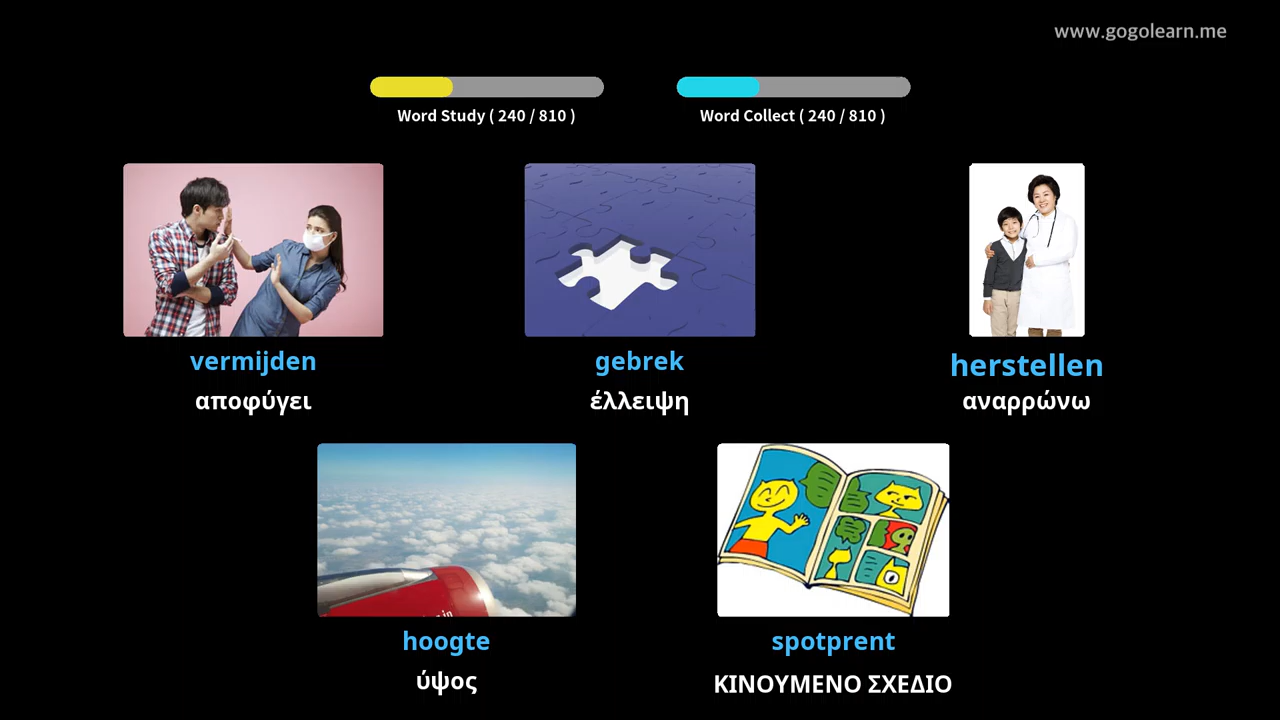 www.gogolearn.me
Word Study ( 240 / 810 )
Word Collect ( 240 / 810 )
vermijden
αποφύγει
gebrek
έλλειψη
herstellen
αναρρώνω
hoogte
ύψος
spotprent
ΚΙΝΟΥΜΕΝΟ ΣΧΕΔΙΟ